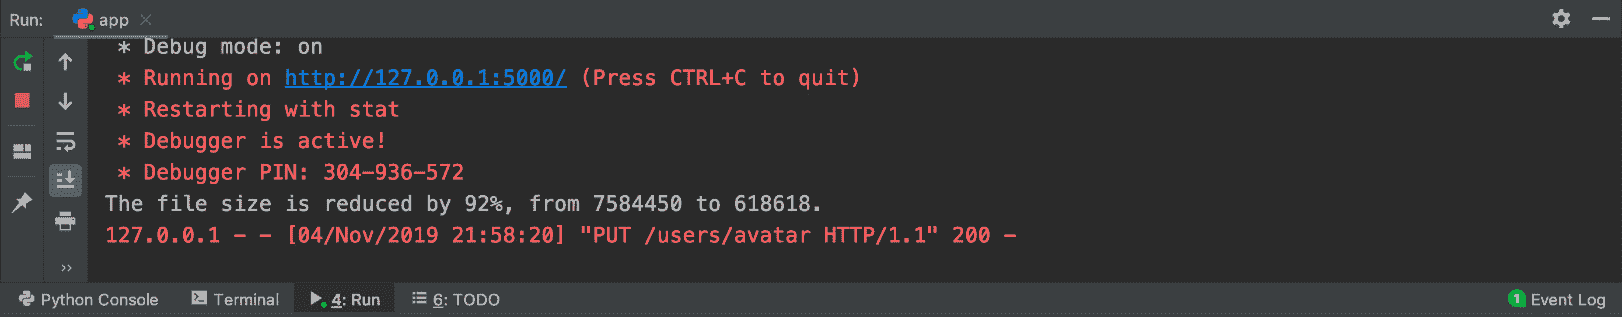 Run: app
* Debug mode: on
* Running on http://127.0.0.1:5000/ (Press CTRL+C to quit)
* Restarting with stat
* Debugger is active!
* Debugger PIN: 304-936-572
The file size is reduced by 92%, from 7584450 to 618618.
127.0.0.1 - - [04/Nov/2019 21:58:20] "PUT /users/avatar HTTP/1.1" 200 -
Python Console Terminal 4: Run 6: TODO 1 Event Log